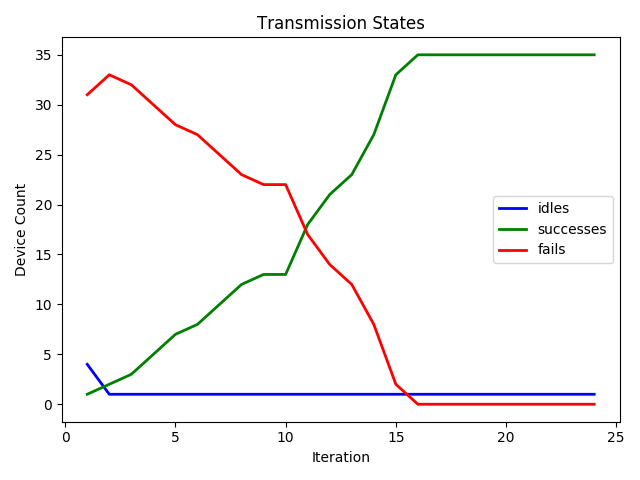 Transmission States
Device Count
35
30
25
20
15
10
5
0
idles
successes
fails
0 5 10 15 20 25
Iteration